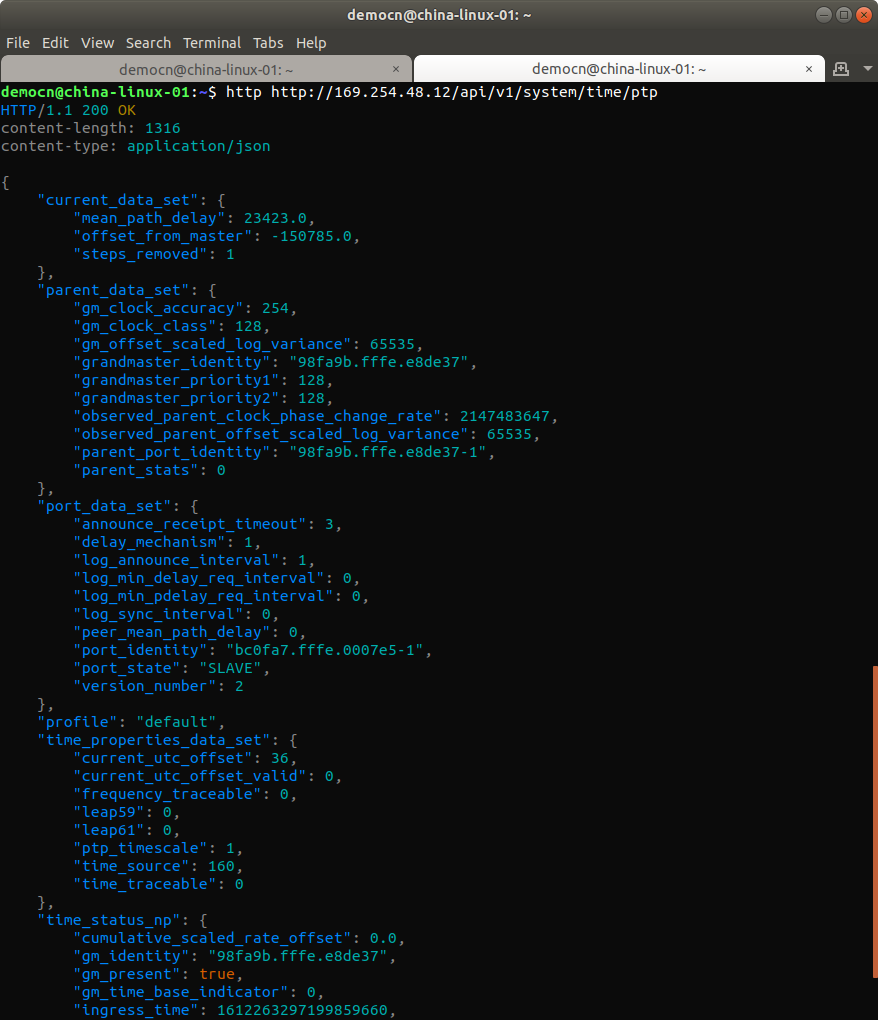 democn@china-linux-01: ~
File Edit View Search Terminal Tabs Help
democn@china-linux-01: ~ × democn@china-linux-01: ~ ×
democn@china-linux-01:~$ http http://169.254.48.12/api/v1/system/time/ptp
HTTP/1.1 200 OK
content-length: 1316
content-type: application/json
{
    "current_data_set": {
        "mean_path_delay": 23423.0,
        "offset_from_master": -150785.0,
        "steps_removed": 1
    },
    "parent_data_set": {
        "gm_clock_accuracy": 254,
        "gm_clock_class": 128,
        "gm_offset_scaled_log_variance": 65535,
        "grandmaster_identity": "98fa9b.fffe.e8de37",
        "grandmaster_priority1": 128,
        "grandmaster_priority2": 128,
        "observed_parent_clock_phase_change_rate": 2147483647,
        "observed_parent_offset_scaled_log_variance": 65535,
        "parent_port_identity": "98fa9b.fffe.e8de37-1",
        "parent_stats": 0
    },
    "port_data_set": {
        "announce_receipt_timeout": 3,
        "delay_mechanism": 1,
        "log_announce_interval": 1,
        "log_min_delay_req_interval": 0,
        "log_min_pdelay_req_interval": 0,
        "log_sync_interval": 0,
        "peer_mean_path_delay": 0,
        "port_identity": "bc0fa7.fffe.0007e5-1",
        "port_state": "SLAVE",
        "version_number": 2
    },
    "profile": "default",
    "time_properties_data_set": {
        "current_utc_offset": 36,
        "current_utc_offset_valid": 0,
        "frequency_traceable": 0,
        "leap59": 0,
        "leap61": 0,
        "ptp_timescale": 1,
        "time_source": 160,
        "time_traceable": 0
    },
    "time_status_np": {
        "cumulative_scaled_rate_offset": 0.0,
        "gm_identity": "98fa9b.fffe.e8de37",
        "gm_present": true,
        "gm_time_base_indicator": 0,
        "ingress_time": 1612263297199859660,